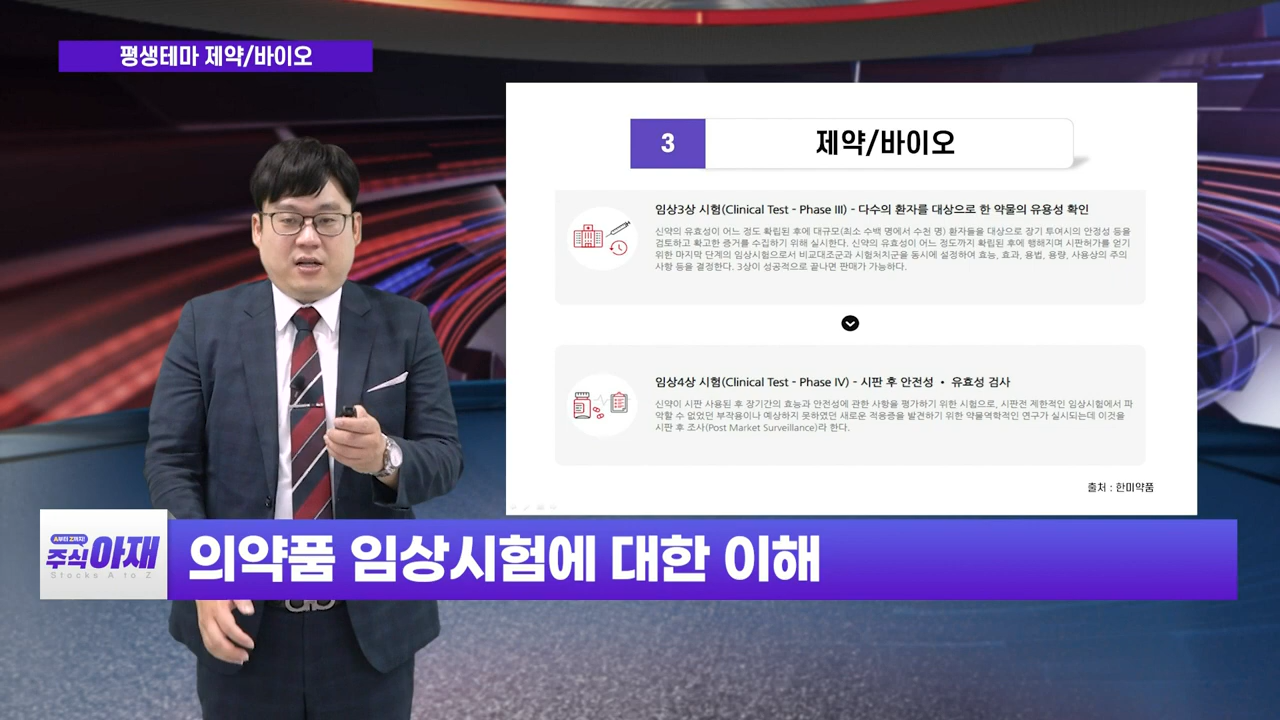 평생테마 제약/바이오
3
제약/바이오
임상3상 시험(Clinical Test - Phase III) - 다수의 환자를 대상으로 한 약물의 유용성 확인
신약의 유효성이 어느 정도 확립된 후에 대규모(최소 수백 명에서 수천 명) 환자들을 대상으로 장기 투여시의 안정성 등을
검토하고 확고한 증거를 수집하기 위해 실시한다. 신약의 유효성이 어느 정도까지 확립된 후에 행해지며 시판허가를 얻기
위한 마지막 단계의 임상시험으로서 비교대조군과 시험처치군을 동시에 설정하여 효능, 효과, 용법, 용량, 사용상의 주의
사항 등을 결정한다. 3상이 성공적으로 끝나면 판매가 가능하다.
임상4상 시험(Clinical Test - Phase IV) - 시판 후 안전성 • 유효성 검사
신약이 시판 사용된 후 장기간의 효능과 안전성에 관한 사항을 평가하기 위한 시험으로, 시판전 제한적인 임상시험에서 파
악할 수 없었던 부작용이나 예상하지 못하였던 새로운 적응증을 발견하기 위한 약물역학적인 연구가 실시되는데 이것을
시판 후 조사(Post Market Surveillance)라 한다.
출처 : 한미약품
A부터 Z까지!
주식아재
Stocks A to Z
의약품 임상시험에 대한 이해